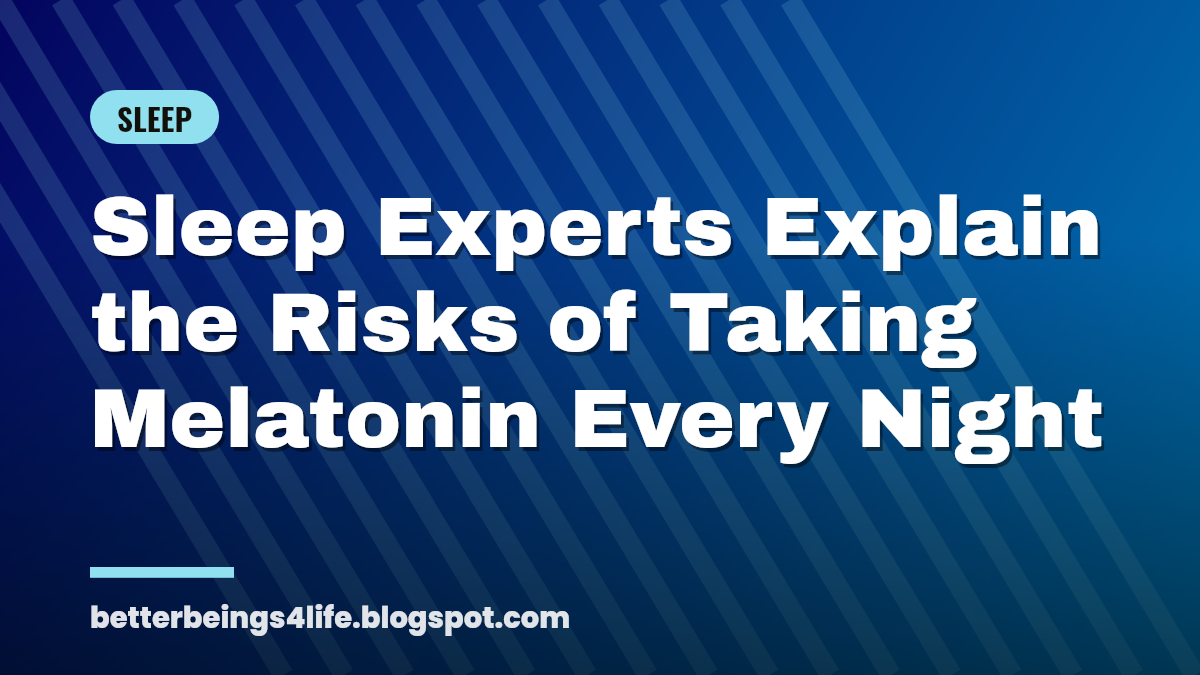 SLEEP
Sleep Experts Explain
the Risks of Taking
Melatonin Every Night
betterbeings4life.blogspot.com